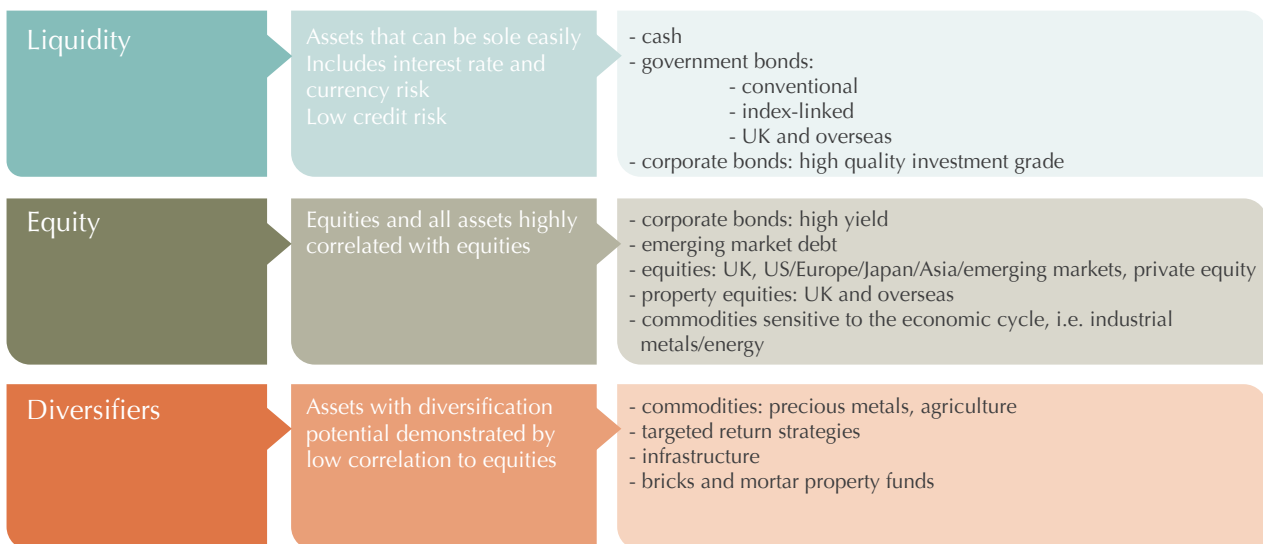 Liquidity
Assets that can be sole easily
Includes interest rate and
currency risk
Low credit risk
- cash
- government bonds:
- conventional
- index-linked
- UK and overseas
- corporate bonds: high quality investment grade
Equity
Equities and all assets highly
correlated with equities
- corporate bonds: high yield
- emerging market debt
- equities: UK, US/Europe/Japan/Asia/emerging markets, private equity
- property equities: UK and overseas
- commodities sensitive to the economic cycle, i.e. industrial
metals/energy
Diversifiers
Assets with diversification
potential demonstrated by
low correlation to equities
- commodities: precious metals, agriculture
- targeted return strategies
- infrastructure
- bricks and mortar property funds